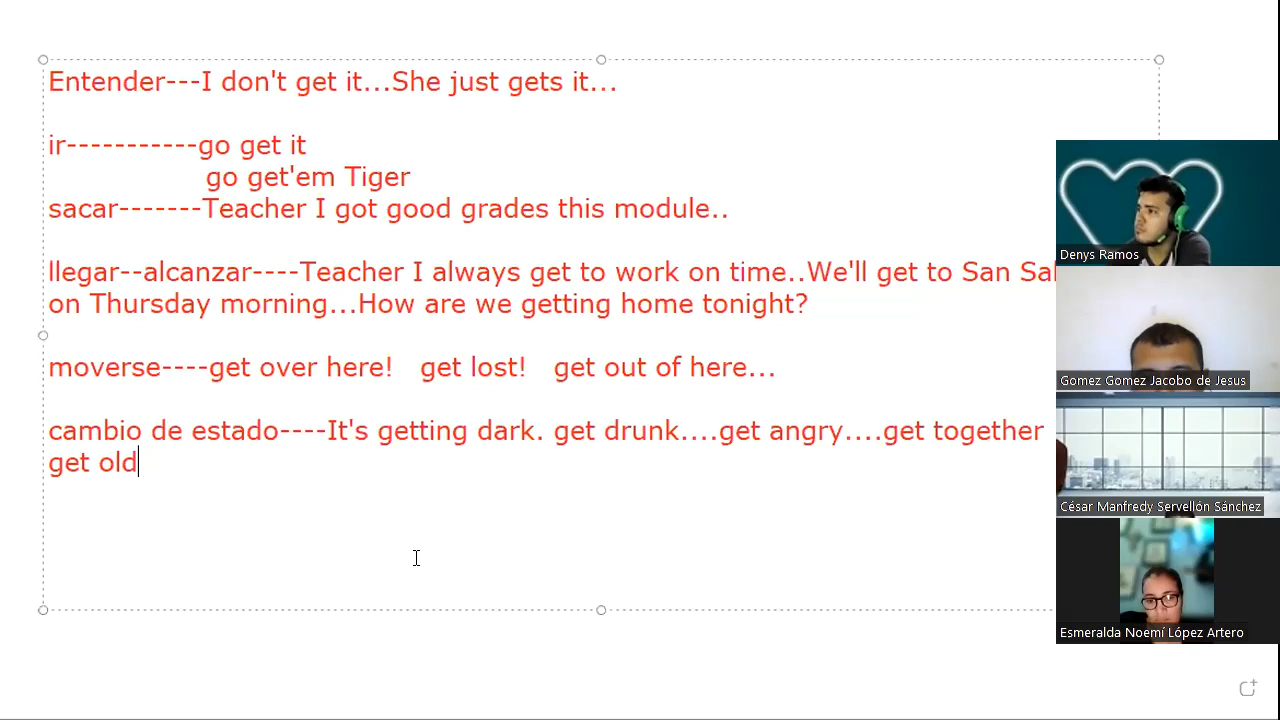 Entender---I don't get it...She just gets it...
ir-----------go get it
go get'em Tiger
sacar-------Teacher I got good grades this module..
llegar--alcanzar----Teacher I always get to work on time..We'll get to San
on Thursday morning...How are we getting home tonight?
moverse----get over here! get lost! get out of here...
cambio de estado----It's getting dark. get drunk....get angry....get together
get old
Denys Ramos
Gomez Gomez Jacobo de Jesus
César Manfredy Servellón Sánchez
Esmeralda Noemí López Artero